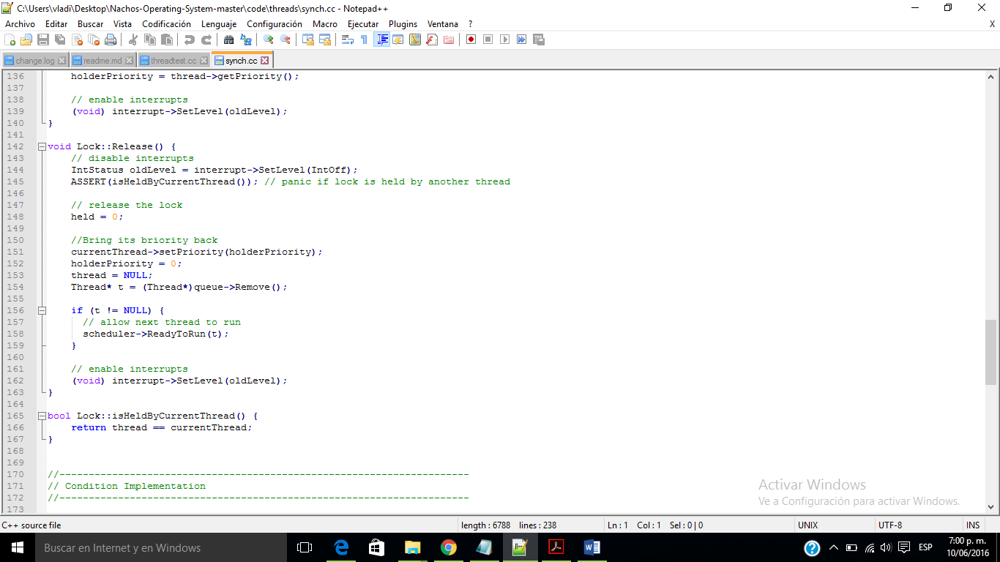 C:\Users\vladi\Desktop\Nachos-Operating-System-master\code\threads\synch.cc - Notepad++
Archivo Editar Buscar Vista Codificación Lenguaje Configuración Macro Ejecutar Plugins Ventana ? X
change.log readme.md threadtest.cc synch.cc
136 holderPriority = thread->getPriority();
137
138 // enable interrupts
139 (void) interrupt->SetLevel(oldLevel);
140 }
141
142 void Lock::Release() {
143 // disable interrupts
144 IntStatus oldLevel = interrupt->SetLevel(IntOff);
145 ASSERT(isHeldByCurrentThread()); // panic if lock is held by another thread
146
147 // release the lock
148 held = 0;
149
150 //Bring its briority back
151 currentThread->setPriority(holderPriority);
152 holderPriority = 0;
153 thread = NULL;
154 Thread* t = (Thread*)queue->Remove();
155
156 if (t != NULL) {
157 // allow next thread to run
158 scheduler->ReadyToRun(t);
159 }
160
161 // enable interrupts
162 (void) interrupt->SetLevel(oldLevel);
163 }
164
165 bool Lock::isHeldByCurrentThread() {
166 return thread == currentThread;
167 }
168
169
170 //----------------------------------------------------------------------
171 // Condition Implementation
172 //----------------------------------------------------------------------
173
Activar Windows
Ve a Configuración para activar Windows.
C++ source file length : 6788 lines : 238 Ln : 1 Col : 1 Sel : 0 | 0 UNIX UTF-8 INS
Buscar en Internet y en Windows
ESP
7:00 p. m.
10/06/2016